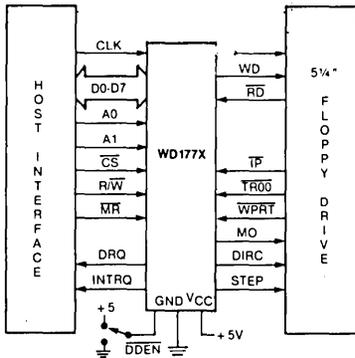 HOST INTERFACE
CLK
D0-D7
A0
A1
CS
R/W
MR
DRQ
INTRQ
WD177X
GND VCC
WD
RD
IP
TR00
WPRT
MO
DIRC
STEP
5¼"
FLOPPY DRIVE
+5
DDEN
+5V